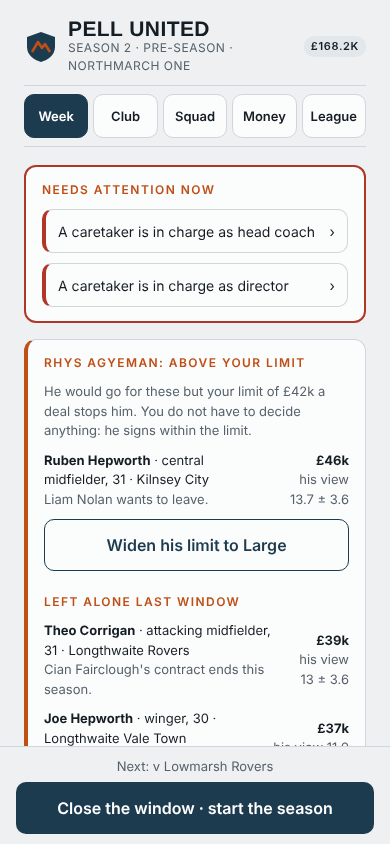 PELL UNITED
SEASON 2 · PRE-SEASON ·
NORTHMARCH ONE
£168.2K
Week
Club
Squad
Money
League
NEEDS ATTENTION NOW
A caretaker is in charge as head coach ›
A caretaker is in charge as director ›
RHYS AGYEMAN: ABOVE YOUR LIMIT
He would go for these but your limit of £42k a
deal stops him. You do not have to decide
anything: he signs within the limit.
Ruben Hepworth · central
midfielder, 31 · Kilnsey City
Liam Nolan wants to leave.
£46k
his view
13.7 ± 3.6
Widen his limit to Large
LEFT ALONE LAST WINDOW
Theo Corrigan · attacking midfielder,
31 · Longthwaite Rovers
Cian Fairclough's contract ends this
season.
£39k
his view
13 ± 3.6
Joe Hepworth · winger, 30 ·
Longthwaite Vale Town
£37k
Next: v Lowmarsh Rovers
Close the window · start the season